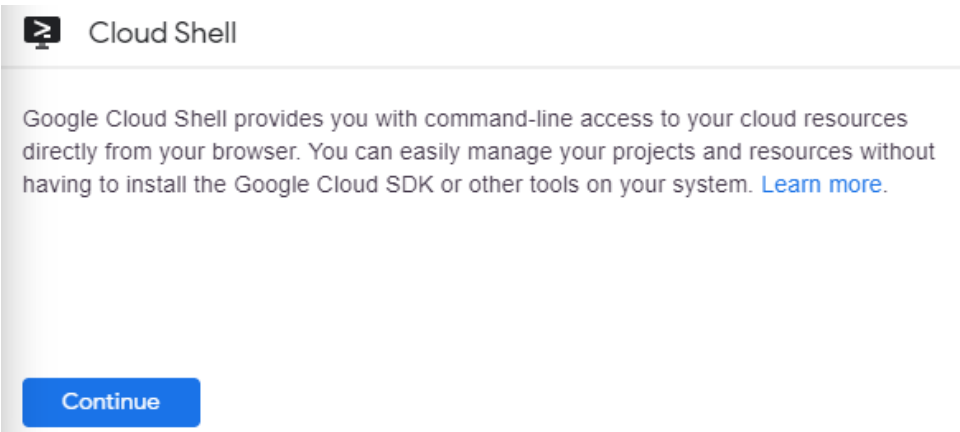 Cloud Shell
Google Cloud Shell provides you with command-line access to your cloud resources
directly from your browser. You can easily manage your projects and resources without
having to install the Google Cloud SDK or other tools on your system. Learn more.
Continue